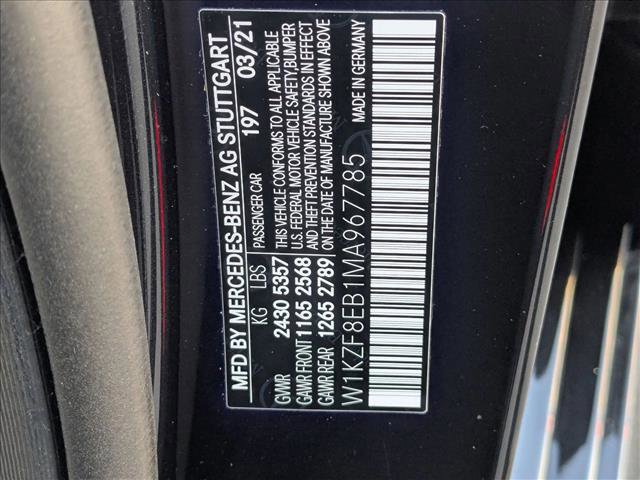 MFD BY MERCEDES-BENZ AG STUTTGART
197 03/21
KG LBS PASSENGER CAR
GVWR 2430 5357 THIS VEHICLE CONFORMS TO ALL APPLICABLE
U.S. FEDERAL MOTOR VEHICLE SAFETY,BUMPER
GAWR FRONT 1165 2568 AND THEFT PREVENTION STANDARDS IN EFFECT
GAWR REAR 1265 2789 ON THE DATE OF MANUFACTURE SHOWN ABOVE
W1KZF8EB1MA967785 MADE IN GERMANY